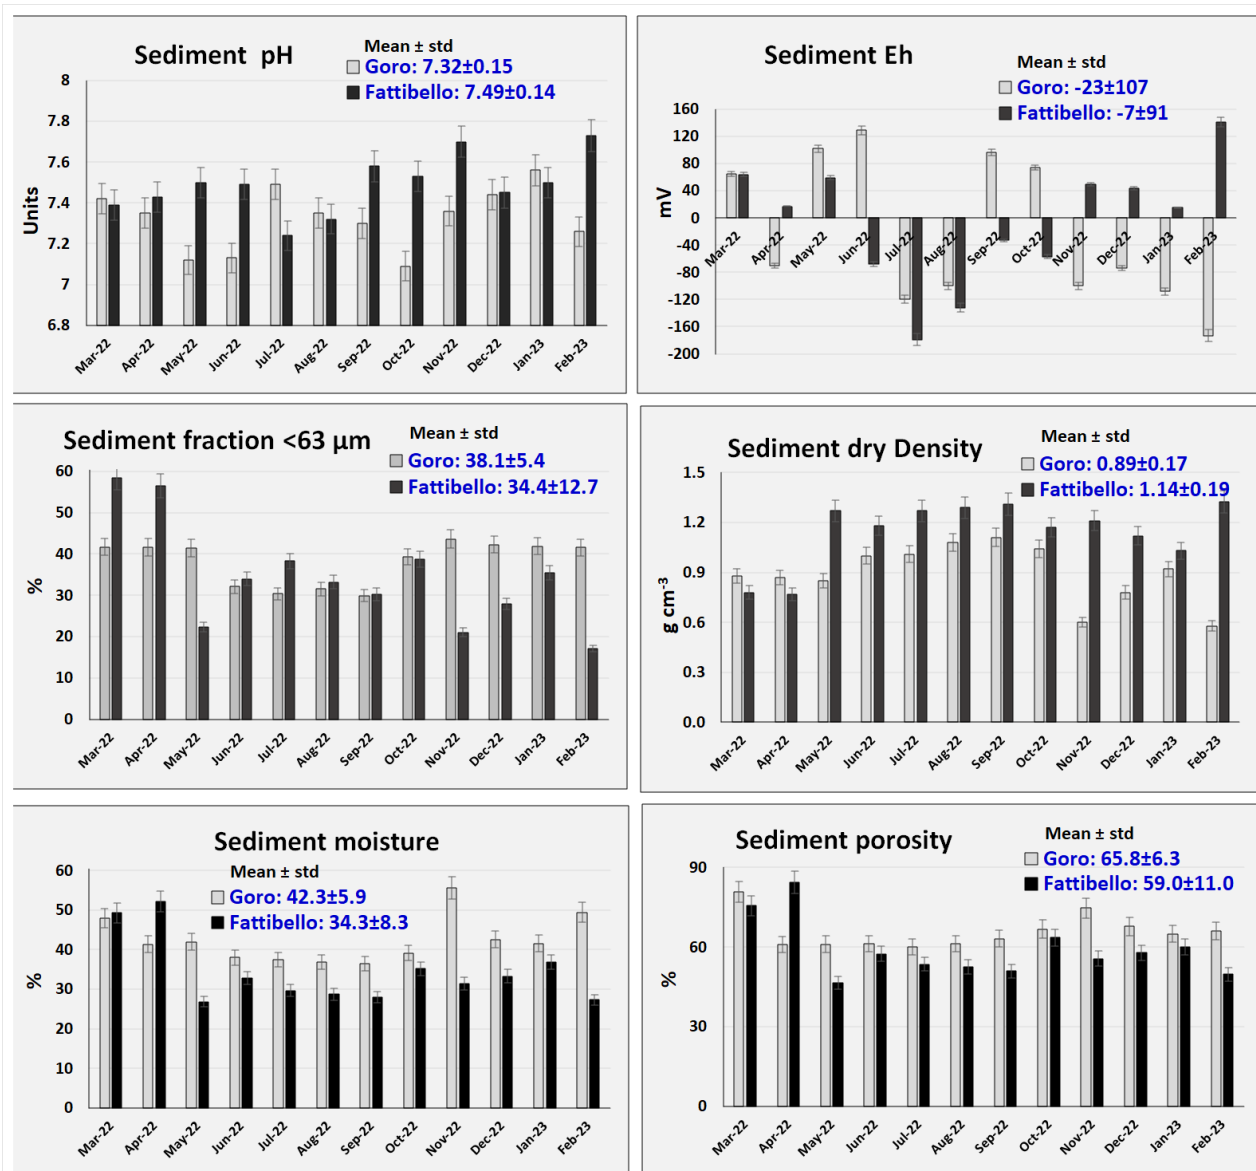 Sediment pH
Mean ± std
Goro: 7.32±0.15
Fattibello: 7.49±0.14
Units
8
7.8
7.6
7.4
7.2
7
6.8
Mar-22 Apr-22 May-22 Jun-22 Jul-22 Aug-22 Sep-22 Oct-22 Nov-22 Dec-22 Jan-23 Feb-23
Sediment Eh
Mean ± std
Goro: -23±107
Fattibello: -7±91
mV
160
120
80
40
0
-40
-80
-120
-160
-200
Mar-22 Apr-22 May-22 Jun-22 Jul-22 Aug-22 Sep-22 Oct-22 Nov-22 Dec-22 Jan-23 Feb-23
Sediment fraction <63 µm
Mean ± std
Goro: 38.1±5.4
Fattibello: 34.4±12.7
%
60
50
40
30
20
10
0
Mar-22 Apr-22 May-22 Jun-22 Jul-22 Aug-22 Sep-22 Oct-22 Nov-22 Dec-22 Jan-23 Feb-23
Sediment dry Density
Mean ± std
Goro: 0.89±0.17
Fattibello: 1.14±0.19
g cm⁻³
1.5
1.2
0.9
0.6
0.3
0.0
Mar-22 Apr-22 May-22 Jun-22 Jul-22 Aug-22 Sep-22 Oct-22 Nov-22 Dec-22 Jan-23 Feb-23
Sediment moisture
Mean ± std
Goro: 42.3±5.9
Fattibello: 34.3±8.3
%
60
50
40
30
20
10
0
Mar-22 Apr-22 May-22 Jun-22 Jul-22 Aug-22 Sep-22 Oct-22 Nov-22 Dec-22 Jan-23 Feb-23
Sediment porosity
Mean ± std
Goro: 65.8±6.3
Fattibello: 59.0±11.0
%
90
60
30
0
Mar-22 Apr-22 May-22 Jun-22 Jul-22 Aug-22 Sep-22 Oct-22 Nov-22 Dec-22 Jan-23 Feb-23